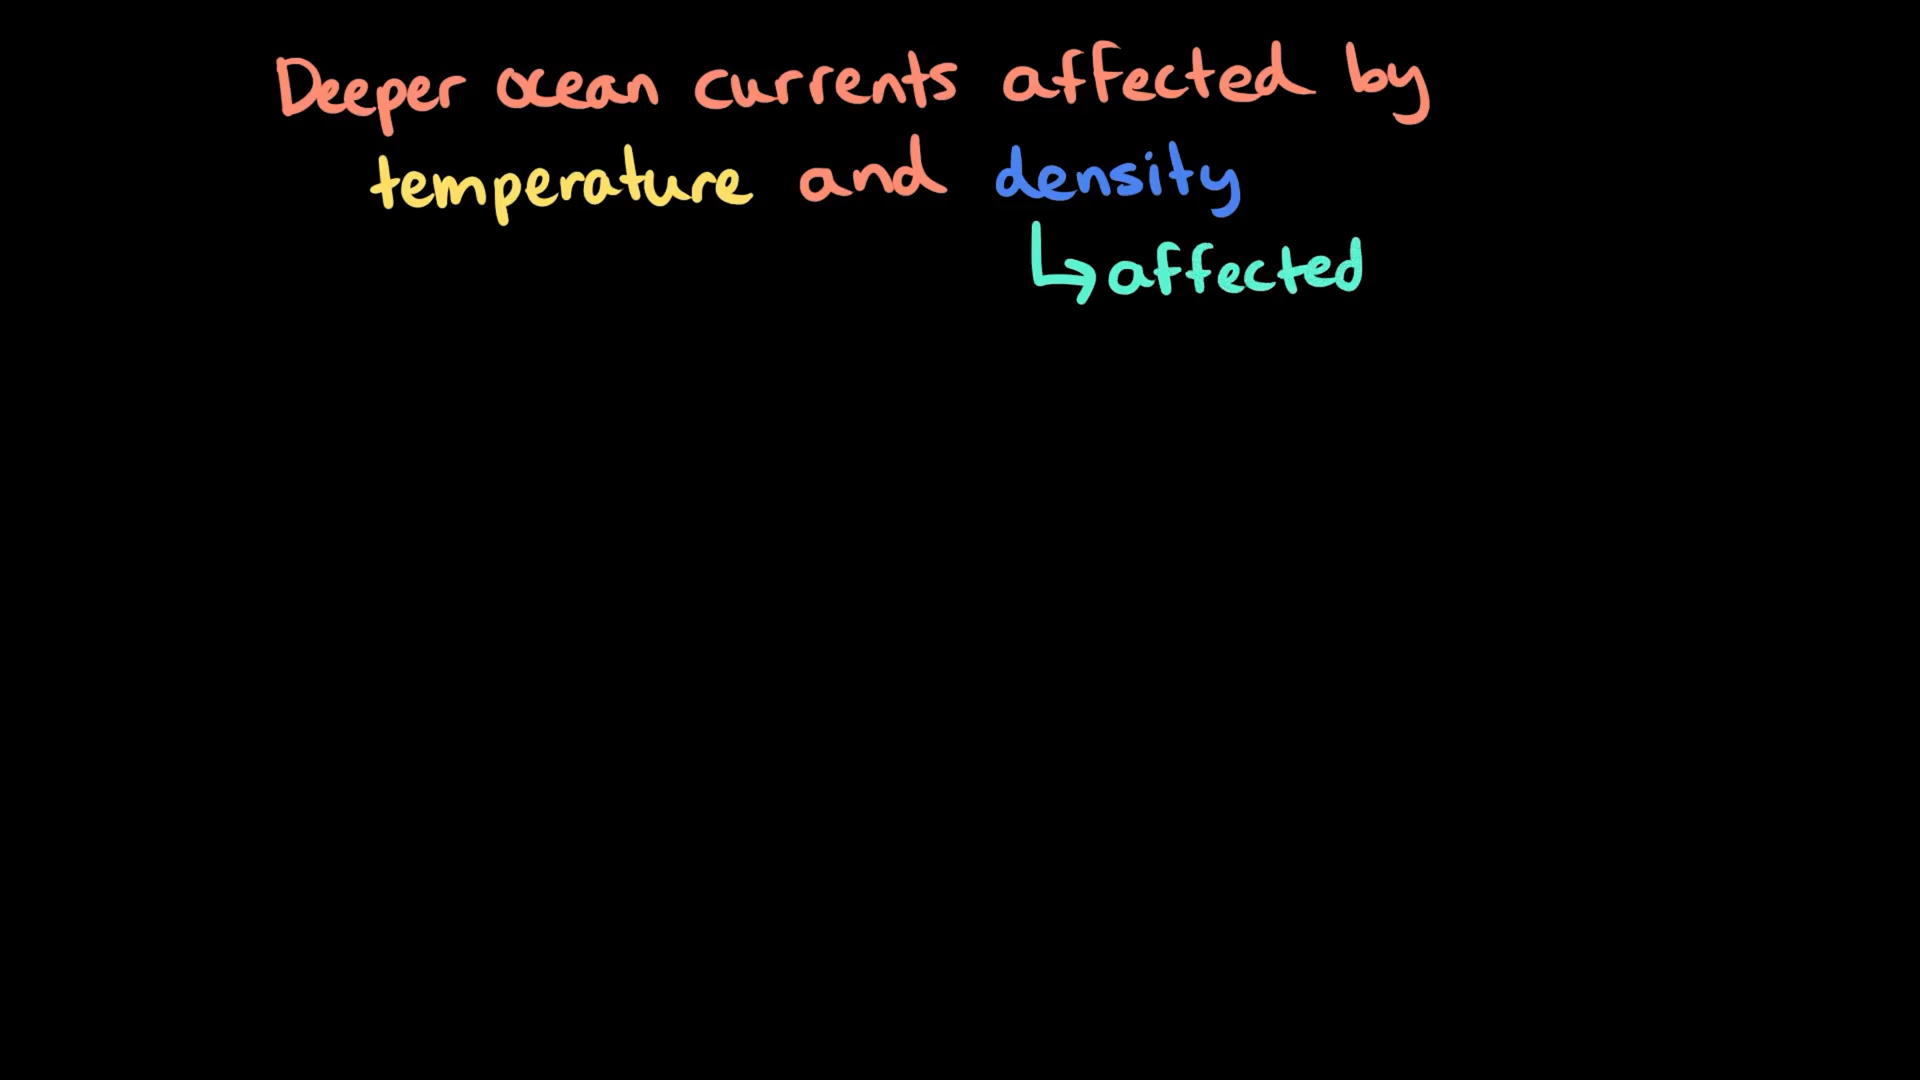 Deeper ocean currents affected by
temperature and density
↳affected